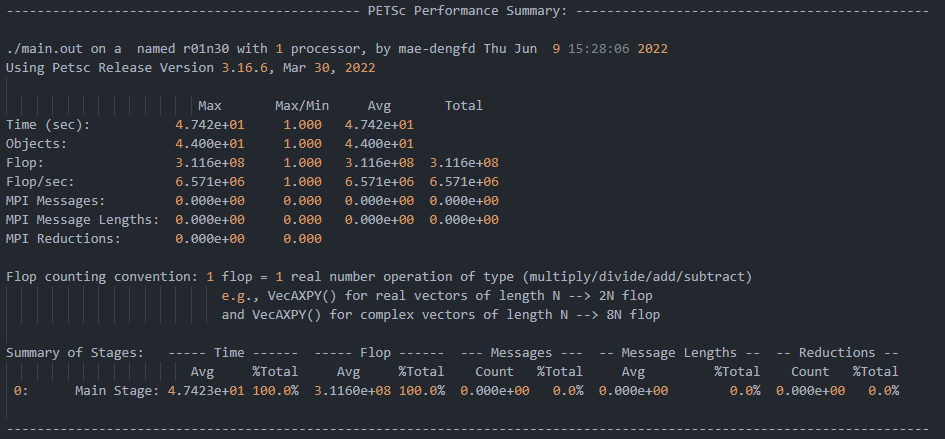 ---------------------------------------------- PETSc Performance Summary: ----------------------------------------------
./main.out on a  named r01n30 with 1 processor, by mae-dengfd Thu Jun  9 15:28:06 2022
Using Petsc Release Version 3.16.6, Mar 30, 2022
                         Max       Max/Min     Avg       Total
Time (sec):           4.742e+01     1.000   4.742e+01
Objects:              4.400e+01     1.000   4.400e+01
Flop:                 3.116e+08     1.000   3.116e+08  3.116e+08
Flop/sec:             6.571e+06     1.000   6.571e+06  6.571e+06
MPI Messages:         0.000e+00     0.000   0.000e+00  0.000e+00
MPI Message Lengths:  0.000e+00     0.000   0.000e+00  0.000e+00
MPI Reductions:       0.000e+00     0.000
Flop counting convention: 1 flop = 1 real number operation of type (multiply/divide/add/subtract)
                            e.g., VecAXPY() for real vectors of length N --> 2N flop
                            and VecAXPY() for complex vectors of length N --> 8N flop
Summary of Stages:   ----- Time ------  ----- Flop ------  --- Messages ---  -- Message Lengths --  -- Reductions --
                        Avg     %Total     Avg     %Total    Count   %Total     Avg         %Total    Count   %Total
 0:      Main Stage: 4.7423e+01 100.0%  3.1160e+08 100.0%  0.000e+00   0.0%  0.000e+00        0.0%  0.000e+00   0.0%
------------------------------------------------------------------------------------------------------------------------